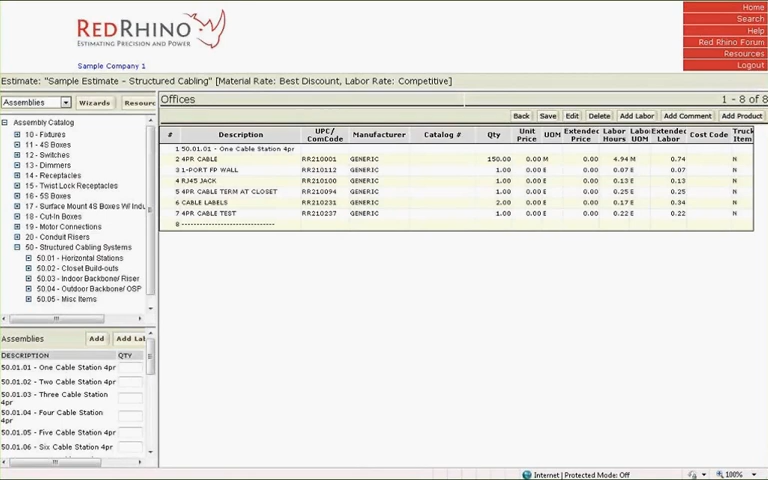 Home
Search
Help
Red Rhino Forum
Resources
Logout
REDRHINO
ESTIMATING PRECISION AND POWER
Sample Company 1
Estimate: "Sample Estimate - Structured Cabling" [Material Rate: Best Discount, Labor Rate: Competitive]
Assemblies Wizards Resourc
Offices 1 - 8 of 8
Back Save Edit Delete Add Labor Add Comment Add Product
# Description UPC/ ComCode Manufacturer Catalog # Qty Unit Price UOM Extended Price Labor Hours Labo UOM Extended Labor Cost Code Truck Item
1 50.01.01 - One Cable Station 4pr
2 4PR CABLE RR210001 GENERIC 150.00 0.00 M 0.00 4.94 M 0.74 N
3 1-PORT FP WALL RR210112 GENERIC 1.00 0.00 E 0.00 0.07 E 0.07 N
4 RJ45 JACK RR210100 GENERIC 1.00 0.00 E 0.00 0.13 E 0.13 N
5 4PR CABLE TERM AT CLOSET RR210094 GENERIC 1.00 0.00 E 0.00 0.25 E 0.25 N
6 CABLE LABELS RR210231 GENERIC 2.00 0.00 E 0.00 0.17 E 0.34 N
7 4PR CABLE TEST RR210237 GENERIC 1.00 0.00 E 0.00 0.22 E 0.22 N
8 -----------------------------
Assembly Catalog
10 - Fixtures
11 - 4S Boxes
12 - Switches
13 - Dimmers
14 - Receptacles
15 - Twist Lock Receptacles
16 - 5S Boxes
17 - Surface Mount 4S Boxes W/ Indu
18 - Cut-In Boxes
19 - Motor Connections
20 - Conduit Risers
50 - Structured Cabling Systems
50.01 - Horizontal Stations
50.02 - Closet Build-outs
50.03 - Indoor Backbone/ Riser
50.04 - Outdoor Backbone/ OSP
50.05 - Misc Items
Assemblies Add Add Lab
DESCRIPTION QTY
50.01.01 - One Cable Station 4pr
50.01.02 - Two Cable Station 4pr
50.01.03 - Three Cable Station
4pr
50.01.04 - Four Cable Station
4pr
50.01.05 - Five Cable Station 4pr
50.01.06 - Six Cable Station 4pr
Internet | Protected Mode: Off 100%